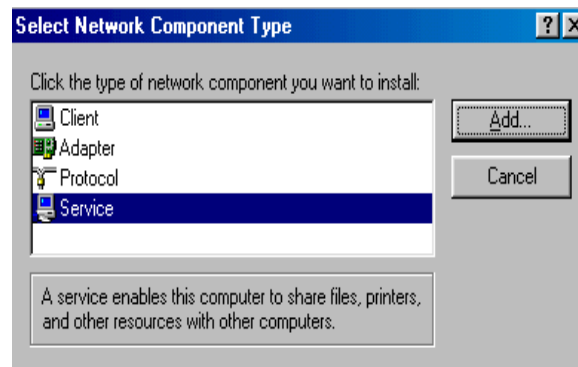 Select Network Component Type
Click the type of network component you want to install:
Client
Adapter
Protocol
Service
Add...
Cancel
A service enables this computer to share files, printers,
and other resources with other computers.